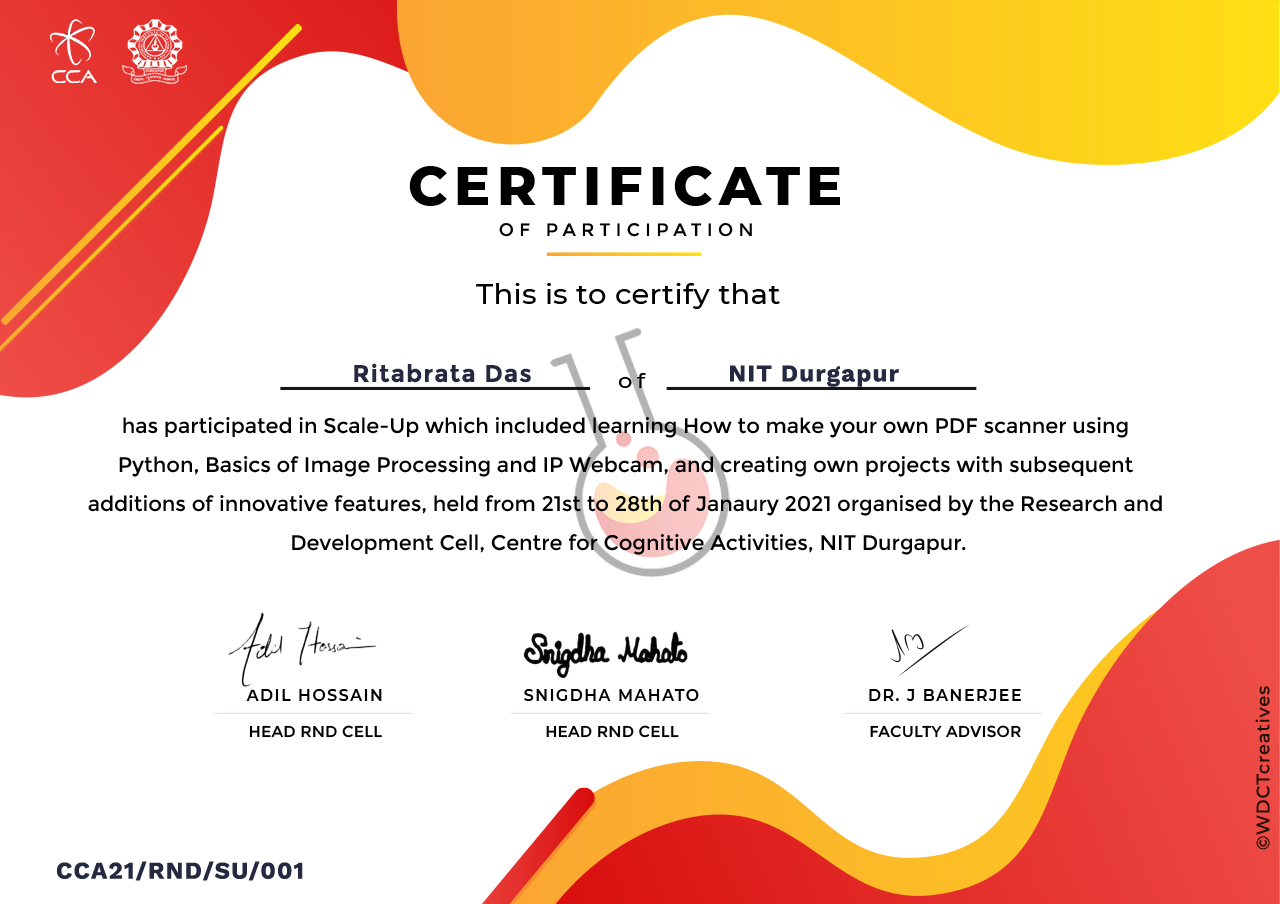 CCA
CERTIFICATE
OF PARTICIPATION
This is to certify that
Ritabrata Das of NIT Durgapur
has participated in Scale-Up which included learning How to make your own PDF scanner using
Python, Basics of Image Processing and IP Webcam, and creating own projects with subsequent
additions of innovative features, held from 21st to 28th of Janaury 2021 organised by the Research and
Development Cell, Centre for Cognitive Activities, NIT Durgapur.
Adil Hossain Snigdha Mahato JB
ADIL HOSSAIN SNIGDHA MAHATO DR. J BANERJEE
HEAD RND CELL HEAD RND CELL FACULTY ADVISOR
©WDCTcreatives
CCA21/RND/SU/001